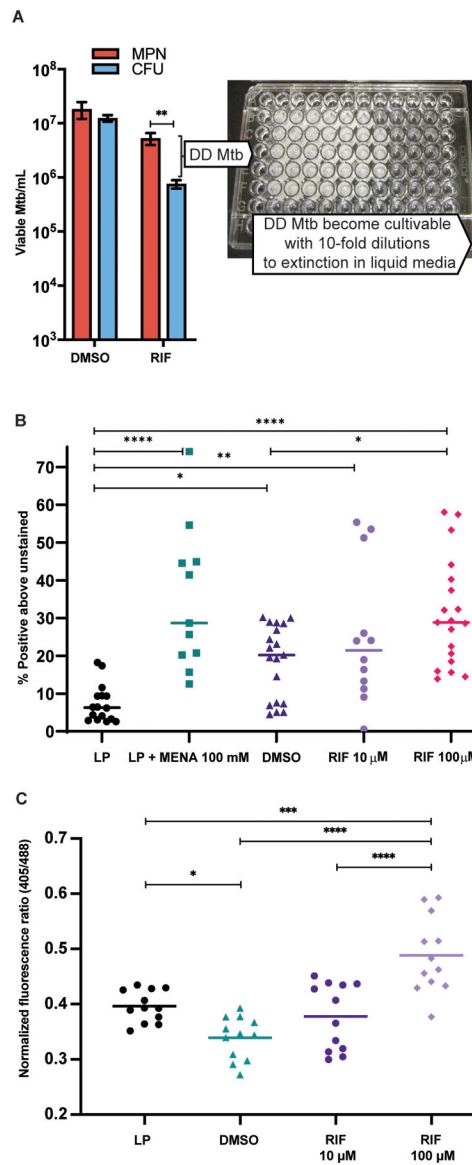 A
MPN
CFU
10⁸
10⁷
10⁶
10⁵
10⁴
10³
Viable Mtb/mL
**
DMSO
RIF
DD Mtb
DD Mtb become cultivable
with 10-fold dilutions
to extinction in liquid media
B
****
****
*
**
*
70
60
50
40
30
20
10
0
% Positive above unstained
LP
LP + MENA 100 mM
DMSO
RIF 10 µM
RIF 100µM
C
***
****
****
*
0.7
0.6
0.5
0.4
0.3
0.2
Normalized fluorescence ratio (405/488)
LP
DMSO
RIF
10 µM
RIF
100 µM